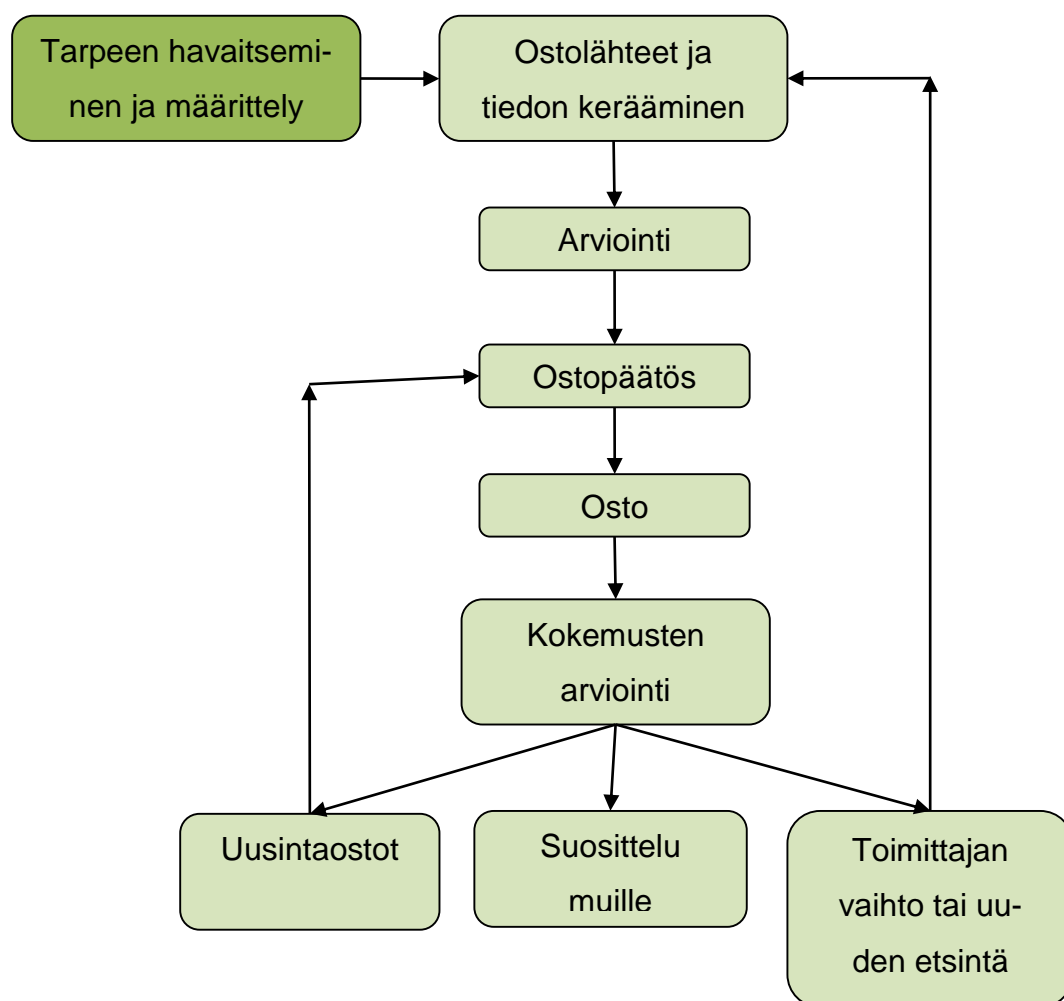 Tarpeen havaitsemi-
nen ja määrittely
Ostolähteet ja
tiedon kerääminen
Arviointi
Ostopäätös
Osto
Kokemusten
arviointi
Uusintaostot
Suosittelu
muille
Toimittajan
vaihto tai uu-
den etsintä